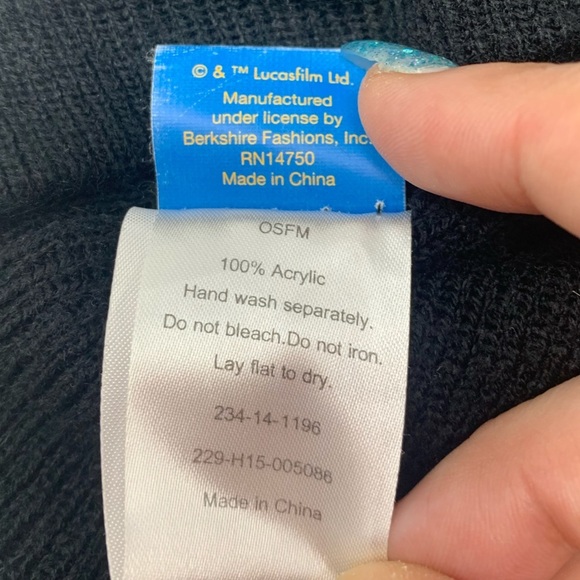 © & ™ Lucasfilm Ltd.
Manufactured
under license by
Berkshire Fashions, Inc.
RN14750
Made in China
OSFM
100% Acrylic
Hand wash separately.
Do not bleach.Do not iron.
Lay flat to dry.
234-14-1196
229-H15-005086
Made in China